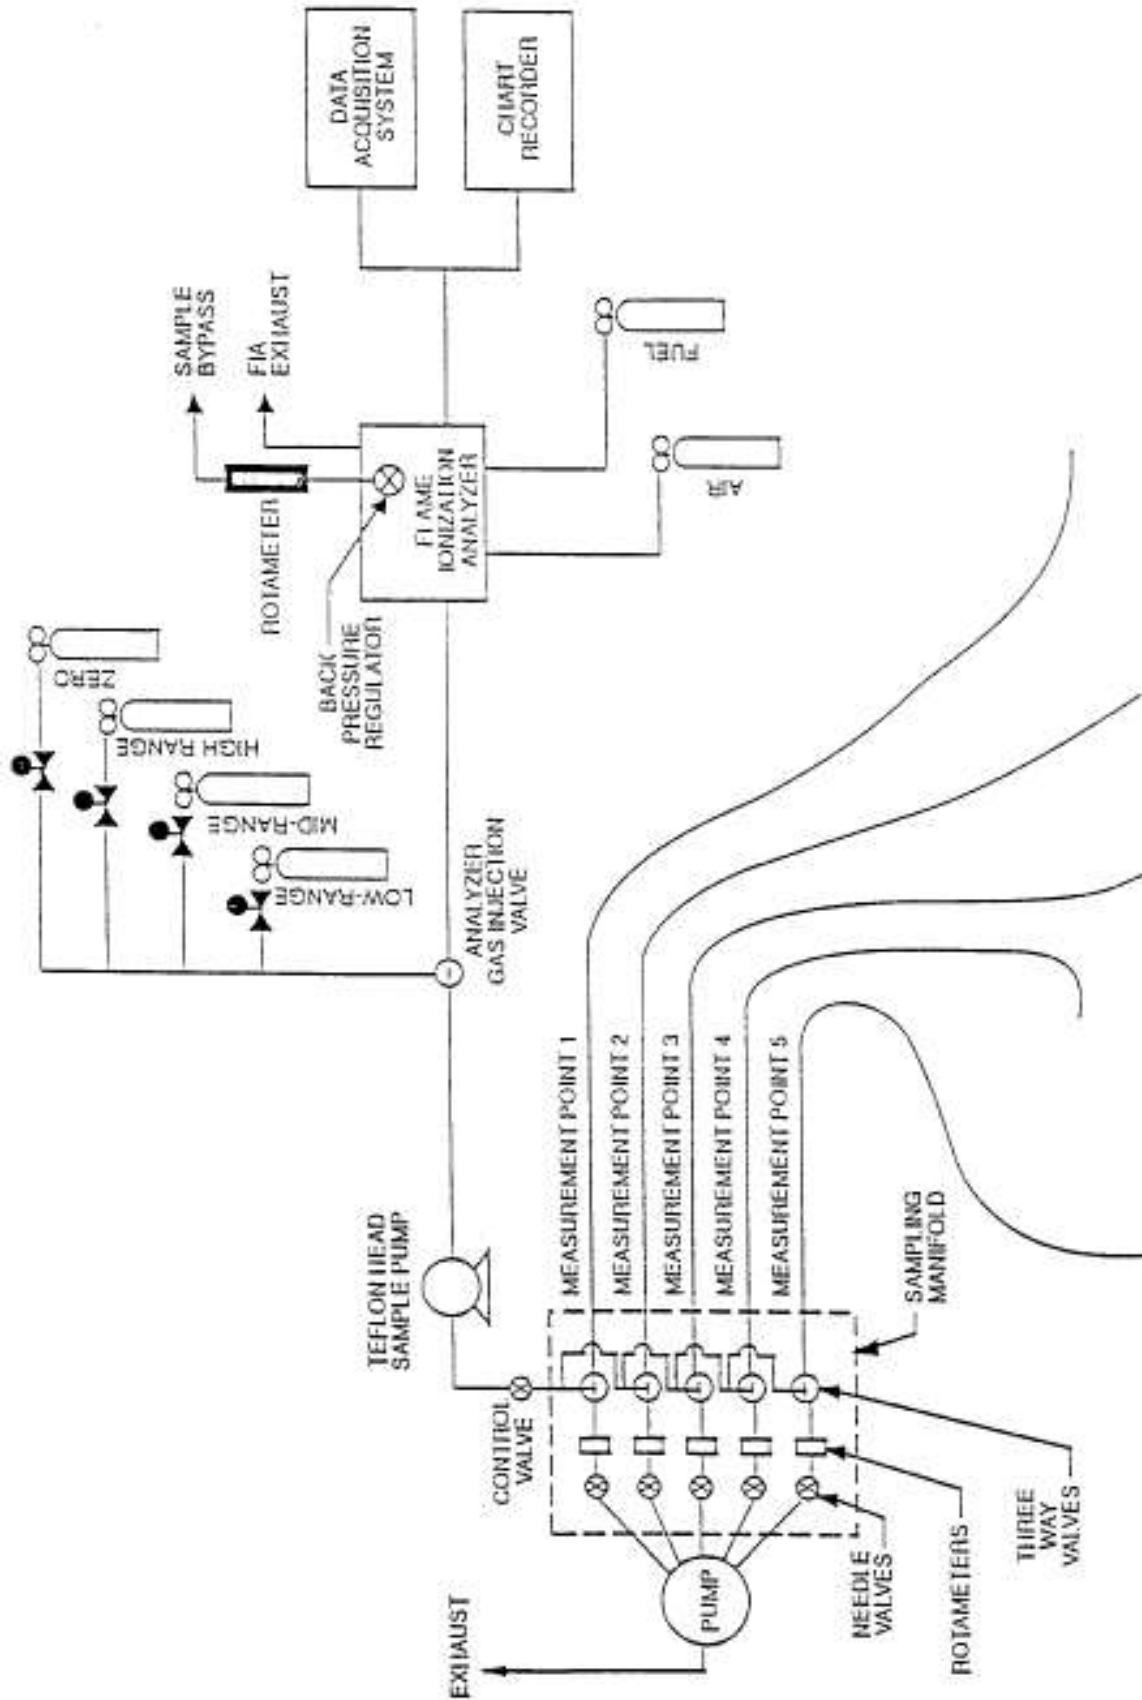 DATA
ACQUISITION
SYSTEM
CHART
RECORDER
SAMPLE
BYPASS
FIA
EXHAUST
ROTAMETER
FLAME
IONIZATION
ANALYZER
BACK
PRESSURE
REGULATOR
FUEL
AIR
ZERO
HIGH RANGE
MID-RANGE
LOW-RANGE
ANALYZER
GAS INJECTION
VALVE
TEFLON HEAD
SAMPLE PUMP
CONTROL
VALVE
MEASUREMENT POINT 1
MEASUREMENT POINT 2
MEASUREMENT POINT 3
MEASUREMENT POINT 4
MEASUREMENT POINT 5
SAMPLING
MANIFOLD
THREE
WAY
VALVES
ROTAMETERS
NEEDLE
VALVES
PUMP
EXHAUST